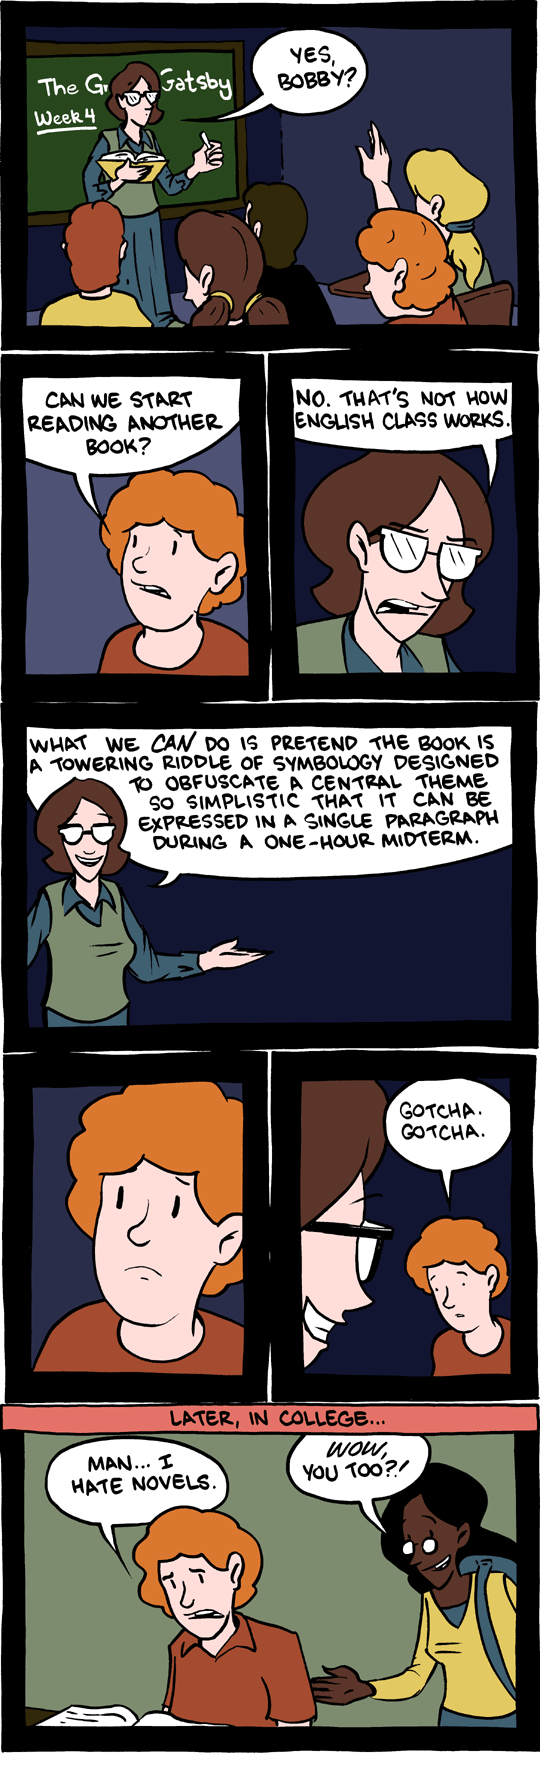 The G Gatsby
Week 4
YES,
BOBBY?
CAN WE START
READING ANOTHER
BOOK?
NO. THAT'S NOT HOW
ENGLISH CLASS WORKS.
WHAT WE CAN DO IS PRETEND THE BOOK IS
A TOWERING RIDDLE OF SYMBOLOGY DESIGNED
TO OBFUSCATE A CENTRAL THEME
SO SIMPLISTIC THAT IT CAN BE
EXPRESSED IN A SINGLE PARAGRAPH
DURING A ONE-HOUR MIDTERM.
GOTCHA.
GOTCHA.
LATER, IN COLLEGE...
MAN... I
HATE NOVELS.
WOW,
YOU TOO?!